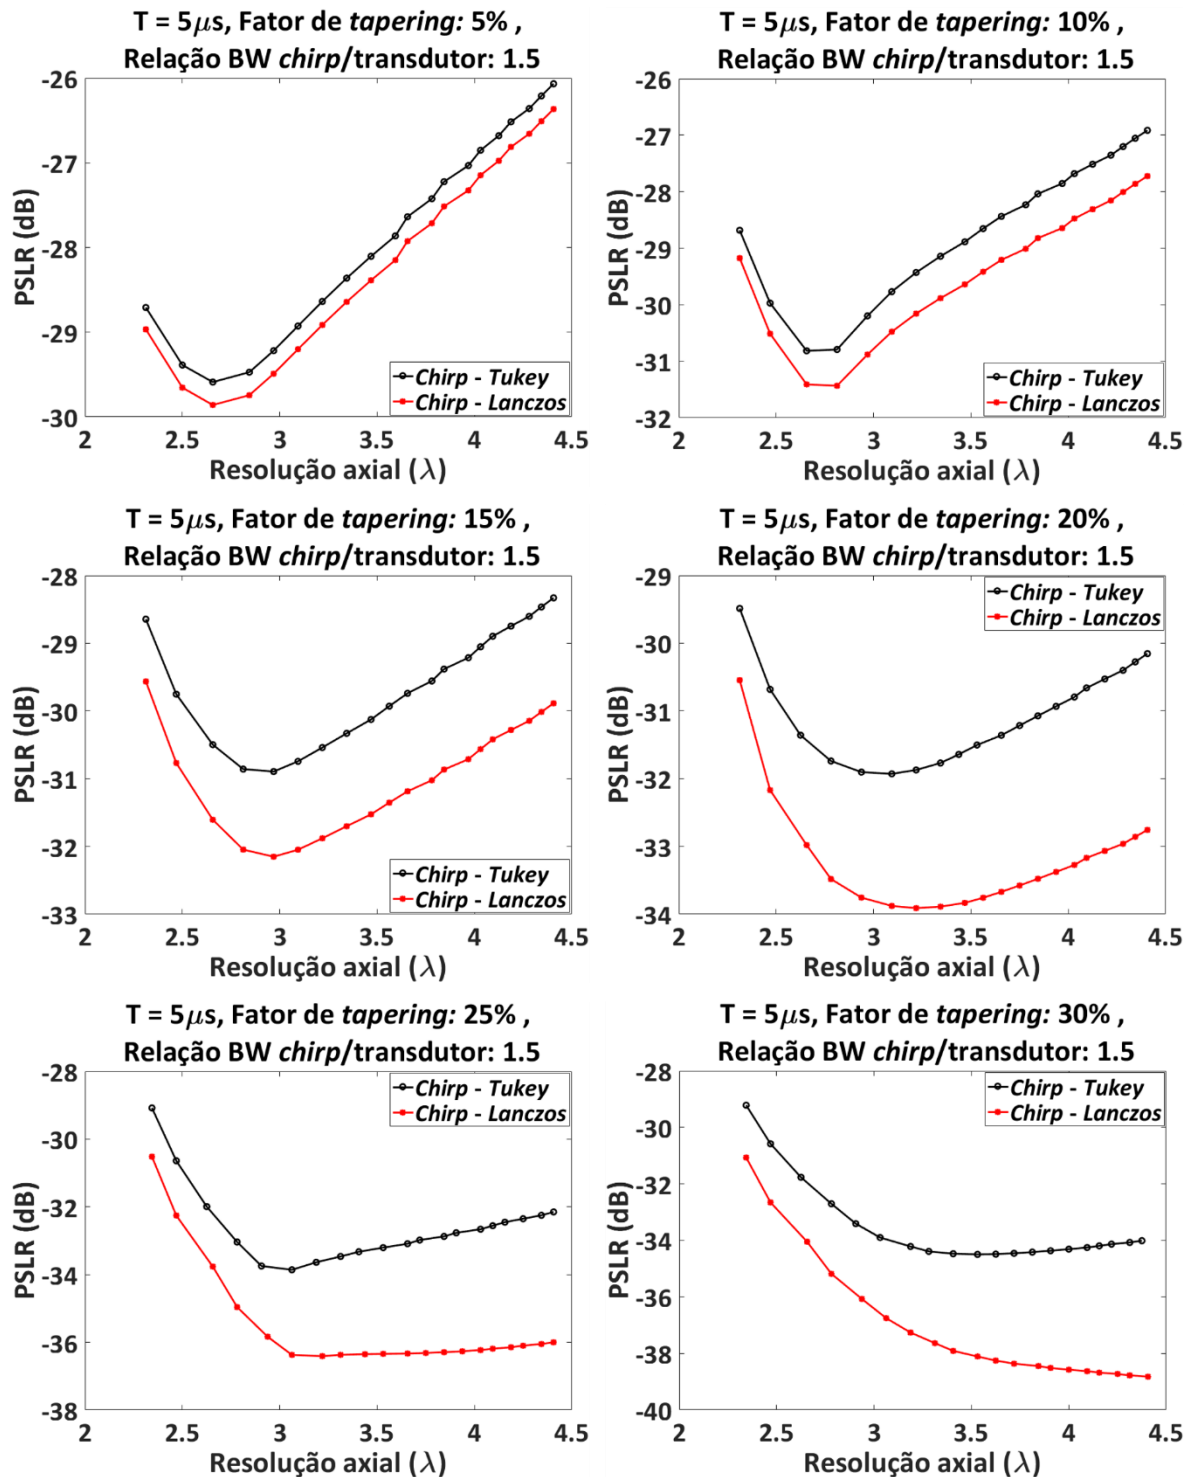 T = 5μs, Fator de tapering: 5% ,
Relação BW chirp/transdutor: 1.5
-26
-27
-28
-29
-30
PSLR (dB)
Chirp - Tukey
Chirp - Lanczos
2 2.5 3 3.5 4 4.5
Resolução axial (λ)
T = 5μs, Fator de tapering: 10% ,
Relação BW chirp/transdutor: 1.5
-26
-27
-28
-29
-30
-31
-32
PSLR (dB)
Chirp - Tukey
Chirp - Lanczos
2 2.5 3 3.5 4 4.5
Resolução axial (λ)
T = 5μs, Fator de tapering: 15% ,
Relação BW chirp/transdutor: 1.5
-28
-29
-30
-31
-32
-33
PSLR (dB)
Chirp - Tukey
Chirp - Lanczos
2 2.5 3 3.5 4 4.5
Resolução axial (λ)
T = 5μs, Fator de tapering: 20% ,
Relação BW chirp/transdutor: 1.5
-29
-30
-31
-32
-33
-34
PSLR (dB)
Chirp - Tukey
Chirp - Lanczos
2 2.5 3 3.5 4 4.5
Resolução axial (λ)
T = 5μs, Fator de tapering: 25% ,
Relação BW chirp/transdutor: 1.5
-28
-30
-32
-34
-36
-38
PSLR (dB)
Chirp - Tukey
Chirp - Lanczos
2 2.5 3 3.5 4 4.5
Resolução axial (λ)
T = 5μs, Fator de tapering: 30% ,
Relação BW chirp/transdutor: 1.5
-28
-30
-32
-34
-36
-38
-40
PSLR (dB)
Chirp - Tukey
Chirp - Lanczos
2 2.5 3 3.5 4 4.5
Resolução axial (λ)